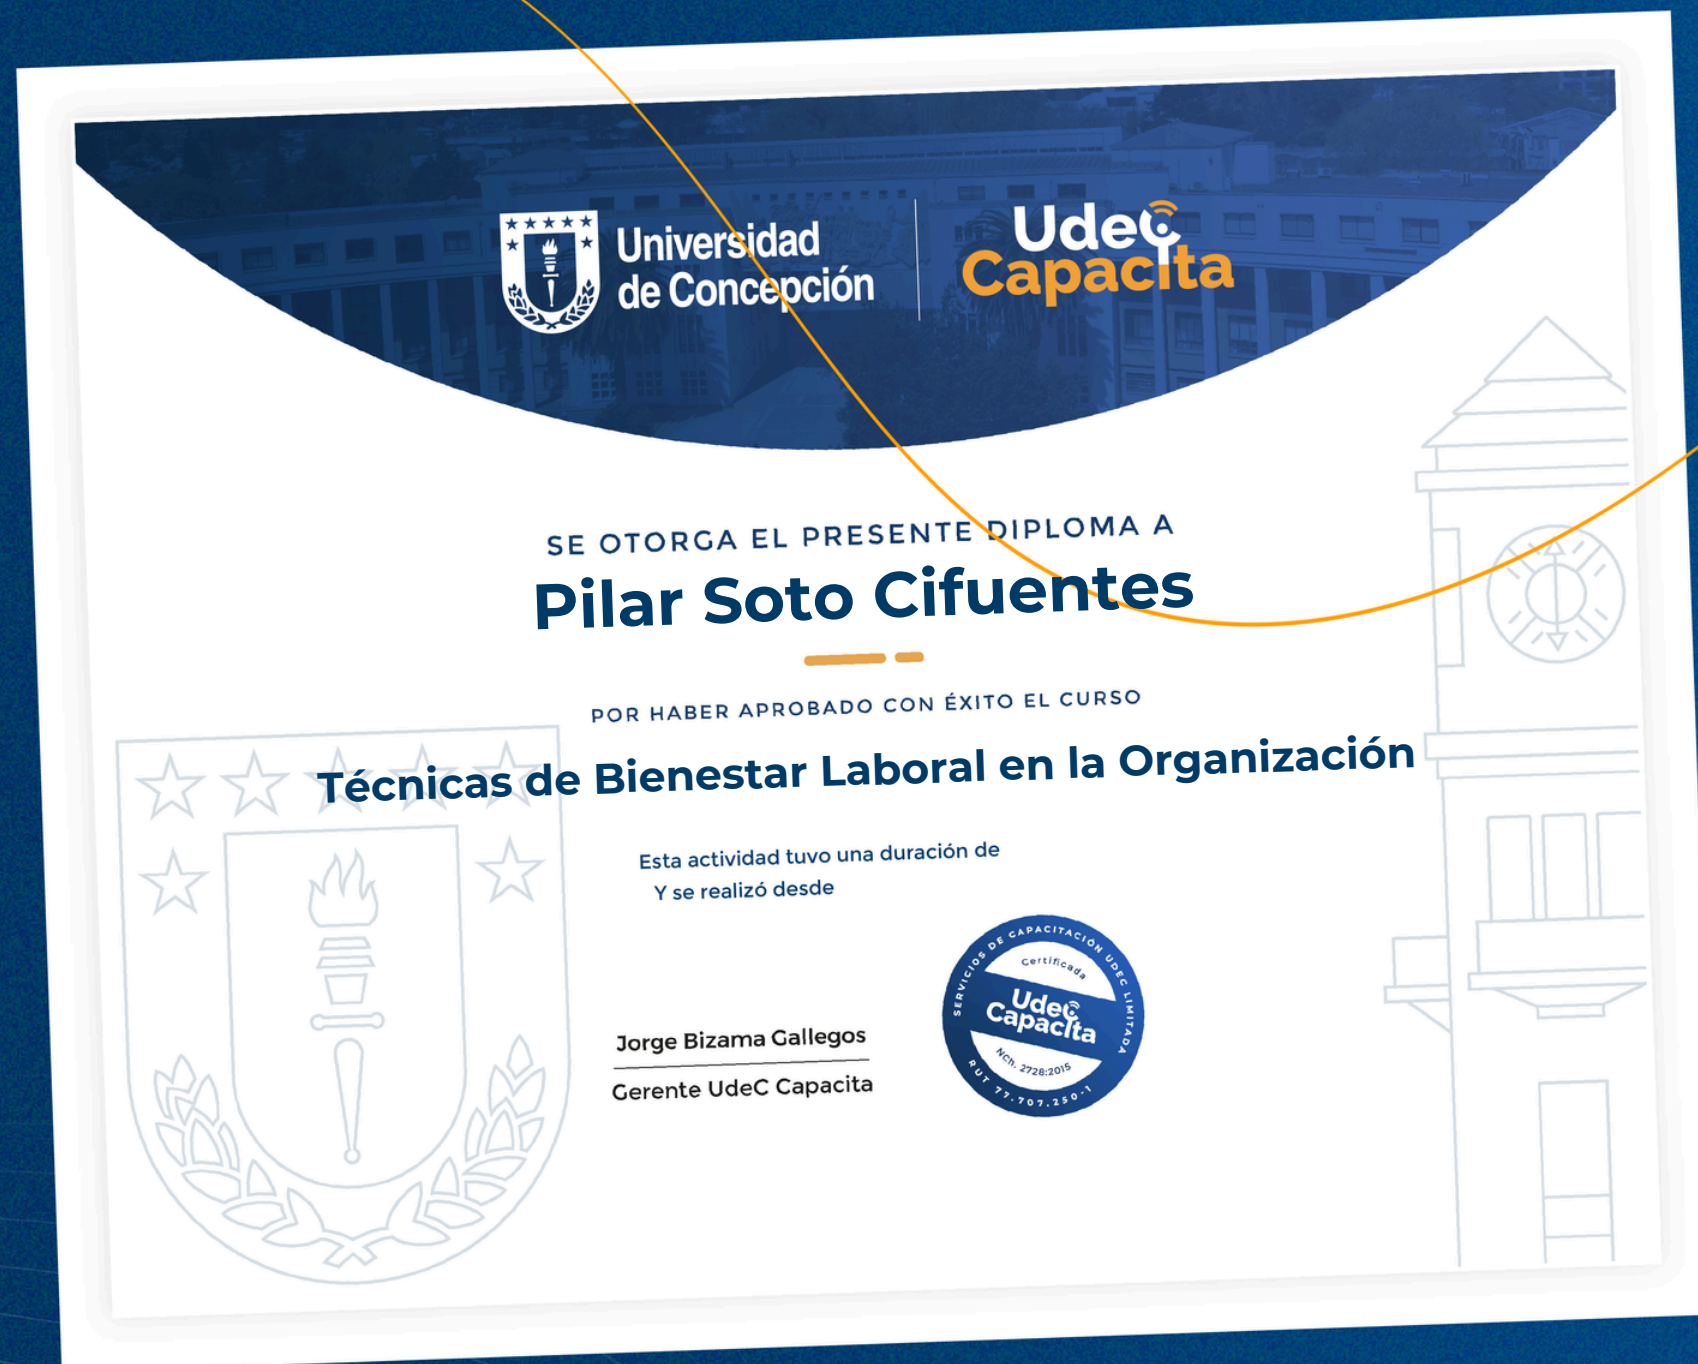 Universidad
de Concepción
UdeC
Capacita
SE OTORGA EL PRESENTE DIPLOMA A
Pilar Soto Cifuentes
POR HABER APROBADO CON ÉXITO EL CURSO
Técnicas de Bienestar Laboral en la Organización
Esta actividad tuvo una duración de
Y se realizó desde
Jorge Bizama Gallegos
Gerente UdeC Capacita
SERVICIOS DE CAPACITACIÓN UDEC LIMITADA
Certificada
UdeC
Capacita
NCh. 2728:2015
RUT 77.707.250-1